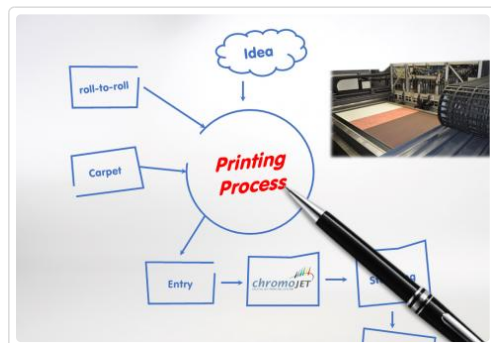 Idea
roll-to-roll
Printing
Process
Carpet
Entry
chromoJET